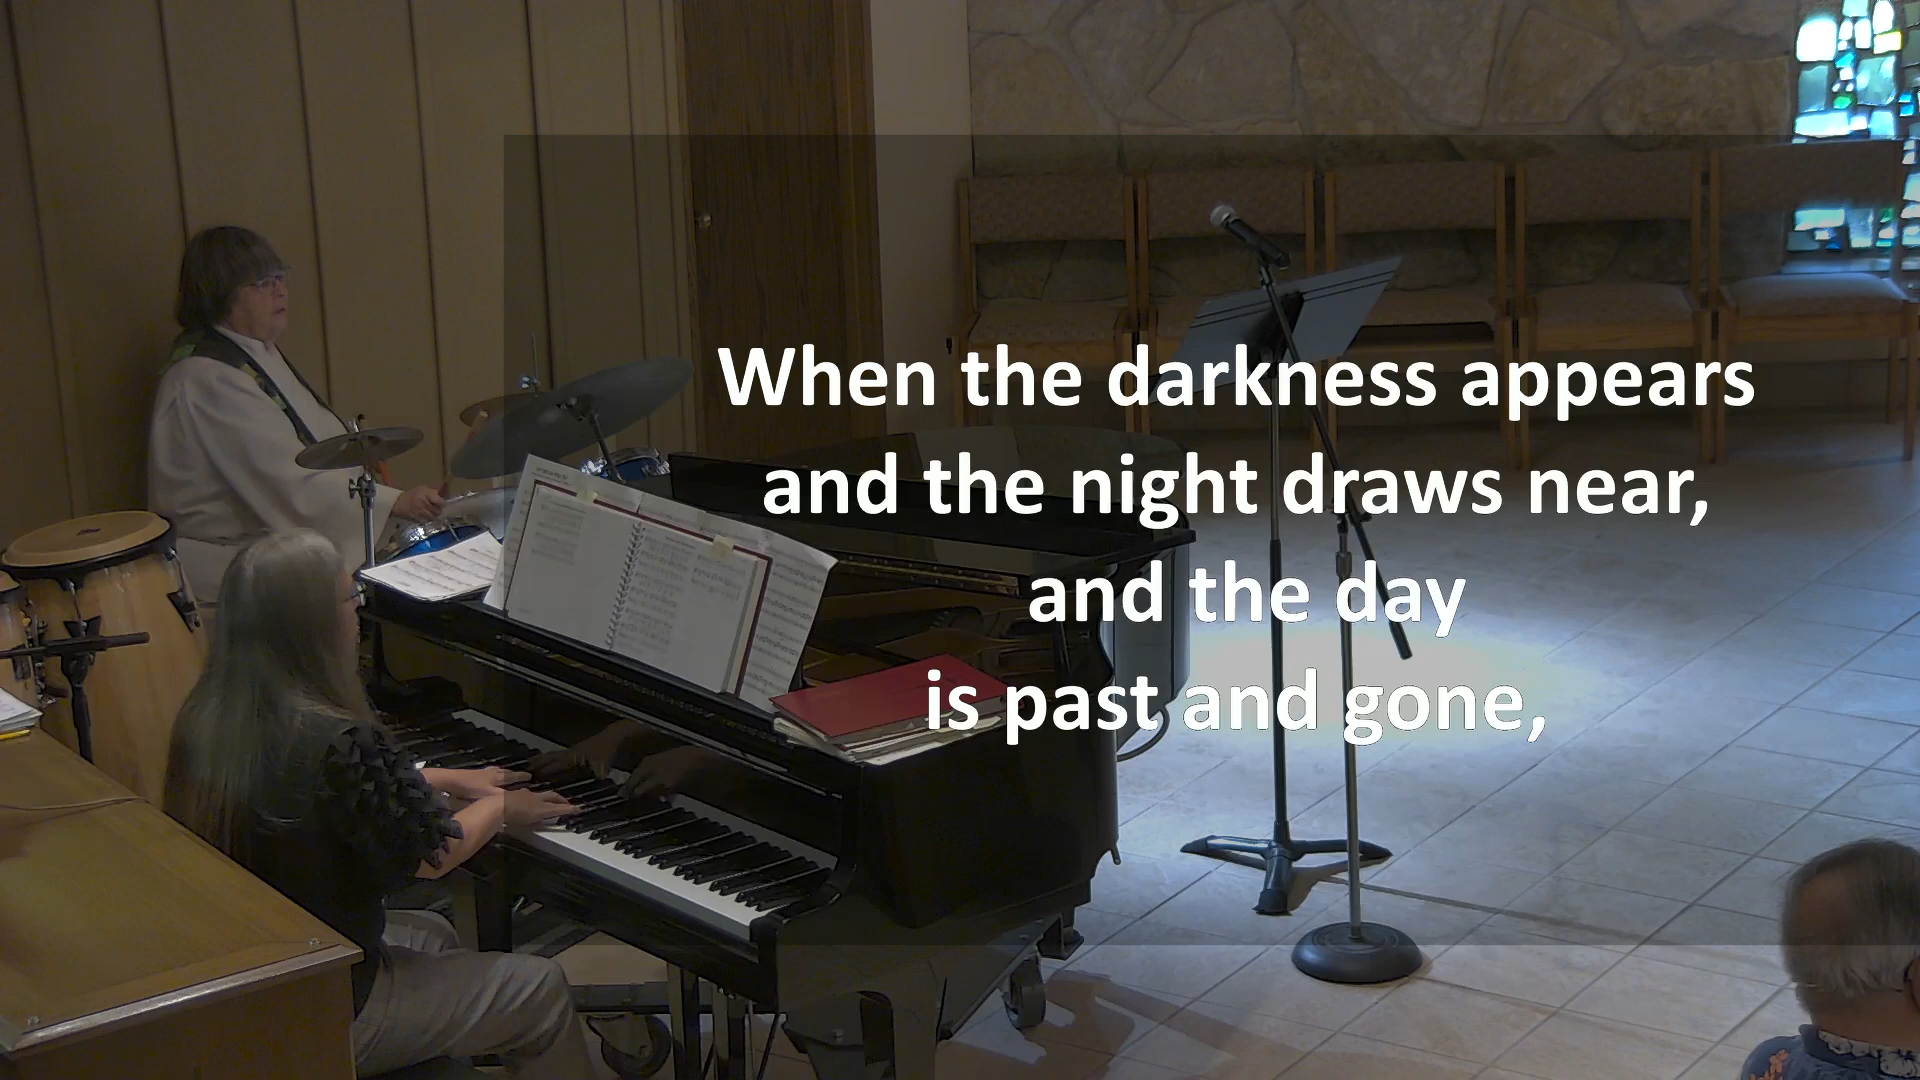 When the darkness appears
and the night draws near,
and the day
is past and gone,